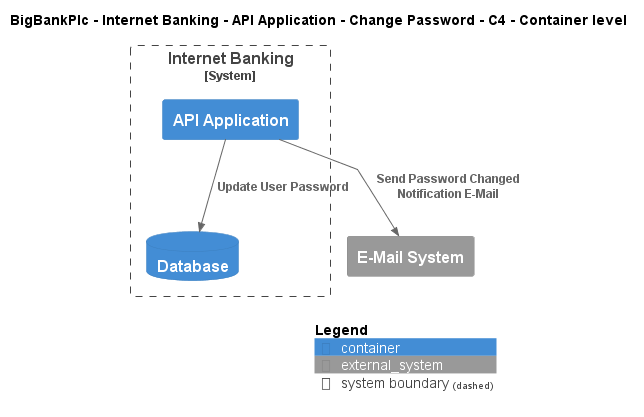 BigBankPlc - Internet Banking - API Application - Change Password - C4 - Container level
Internet Banking
[System]
API Application
Update User Password
Send Password Changed
Notification E-Mail
Database
E-Mail System
Legend
container
external_system
system boundary (dashed)